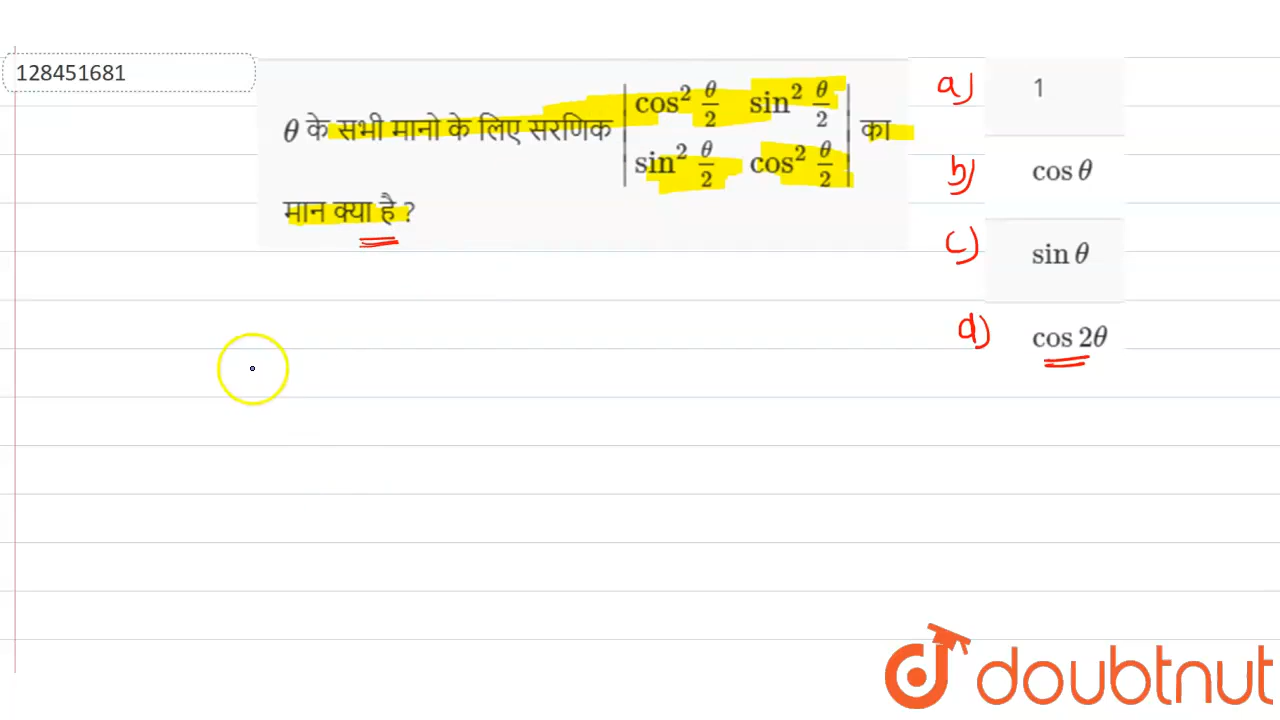 128451681
θ के सभी मानो के लिए सरणिक | cos² θ/2 sin² θ/2 | का
| sin² θ/2 cos² θ/2 |
मान क्या है ?
a) 1
b) cos θ
c) sin θ
d) cos 2θ
doubtnut